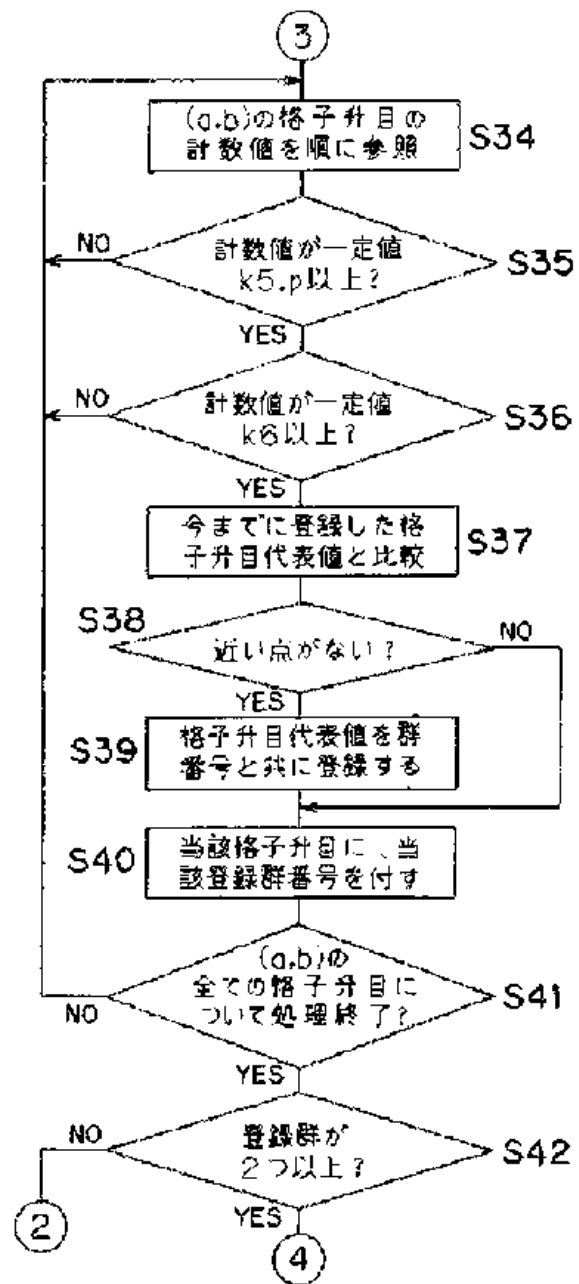 3
(a.b)の格子升目の
計数値を順に参照
S34
NO
計数値が一定値
k5.p以上?
S35
YES
NO
計数値が一定値
k6以上?
S36
YES
今までに登録した格
子升目代表値と比較
S37
S38
近い点がない?
NO
YES
S39
格子升目代表値を群
番号と共に登録する
S40
当該格子升目に、当
該登録群番号を付す
(a.b)の
全ての格子升目に
ついて処理終了?
S41
NO
YES
NO
登録群が
2つ以上?
S42
2
YES
4